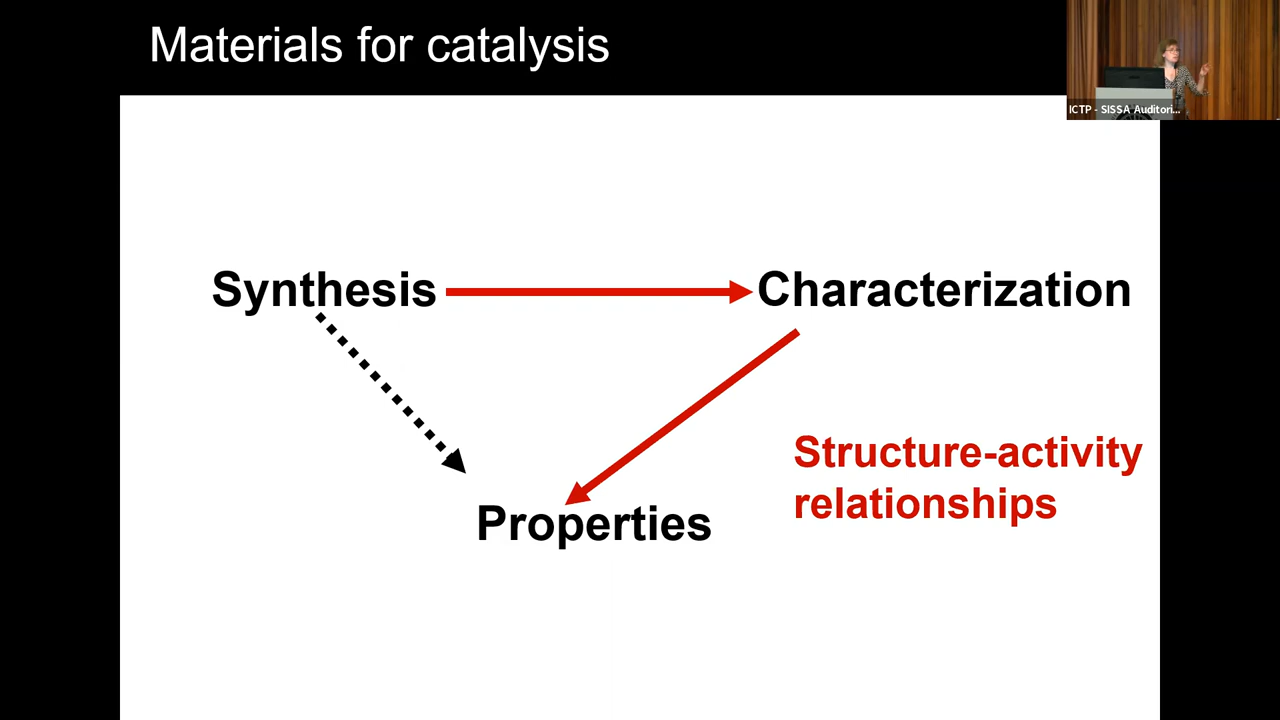 Materials for catalysis
ICTP - SISSA Auditori...
Synthesis
Characterization
Structure-activity
relationships
Properties